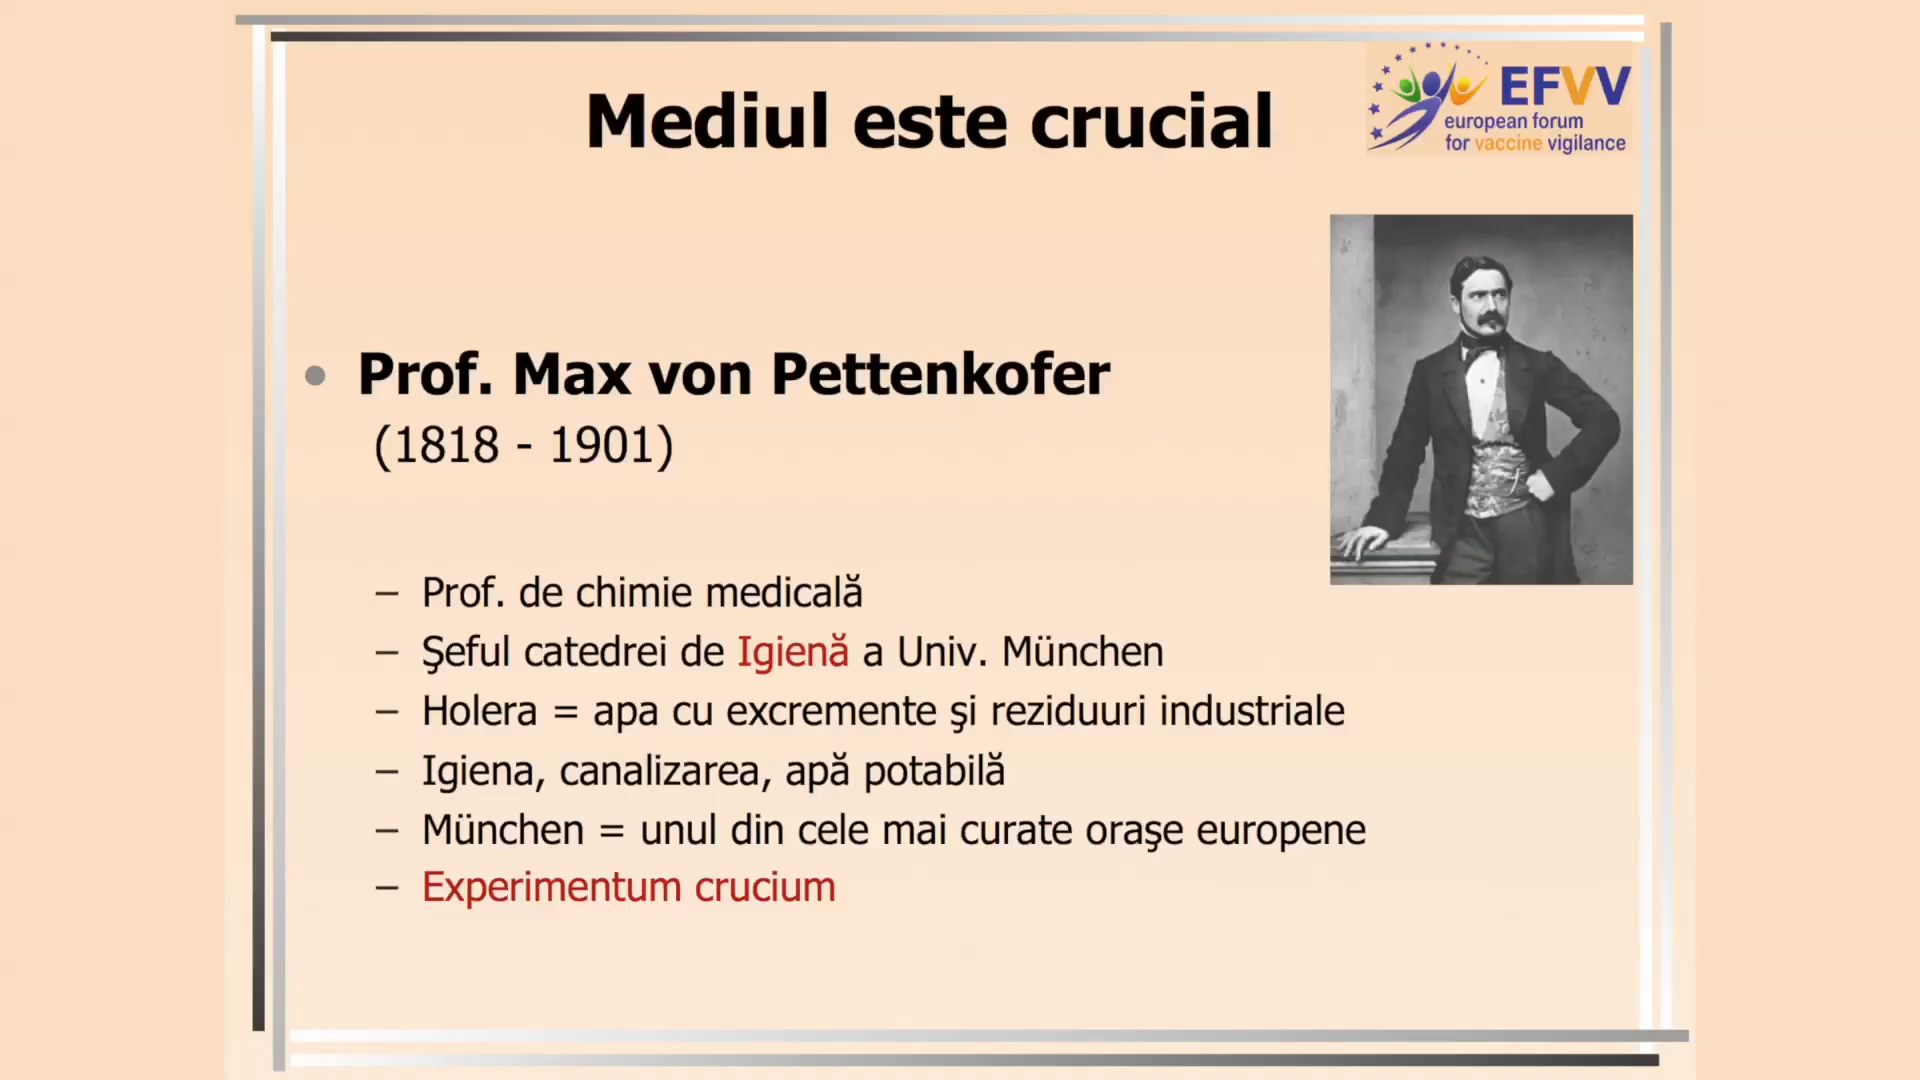 Mediul este crucial
EFVV
european forum
for vaccine vigilance
• Prof. Max von Pettenkofer
(1818 - 1901)
– Prof. de chimie medicală
– Şeful catedrei de Igienă a Univ. München
– Holera = apa cu excremente şi reziduuri industriale
– Igiena, canalizarea, apă potabilă
– München = unul din cele mai curate oraşe europene
– Experimentum crucium